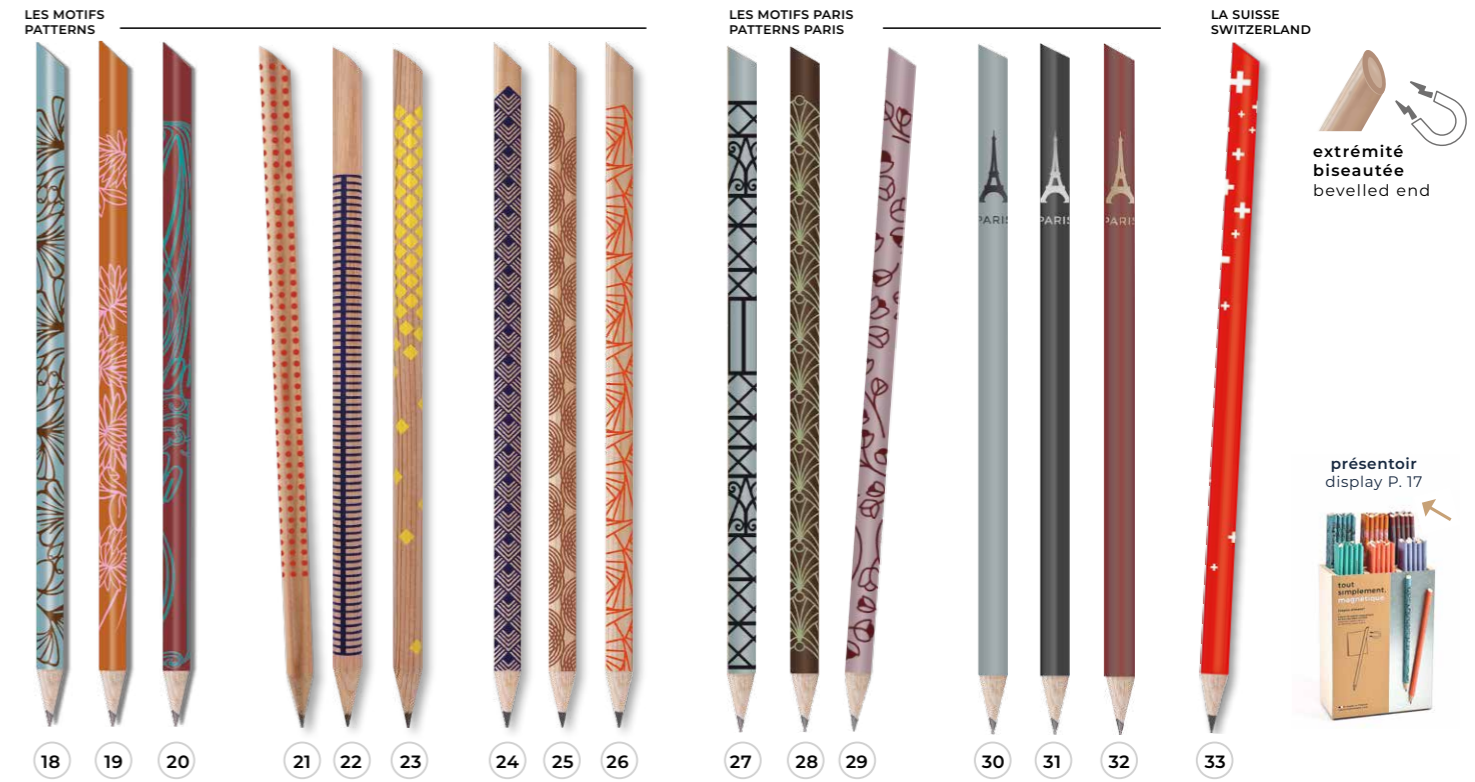 LES MOTIFS
PATTERNS
LES MOTIFS PARIS
PATTERNS PARIS
LA SUISSE
SWITZERLAND
extrémité
biseautée
bevelled end
PARIS
PARIS
PARIS
présentoir
display P. 17
tout
simplement.
magnétique
18
19
20
21
22
23
24
25
26
27
28
29
30
31
32
33